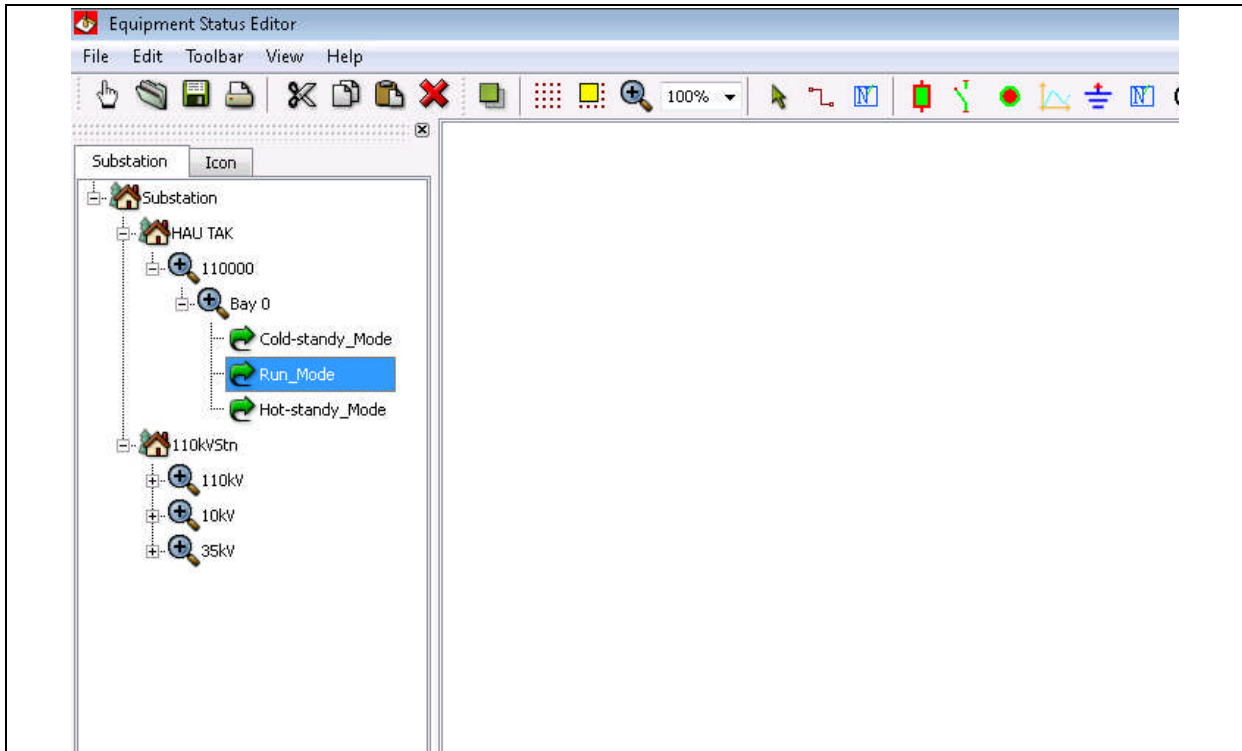 Equipment Status Editor
File Edit Toolbar View Help
100%
Substation Icon
Substation
HAU TAK
110000
Bay 0
Cold-standy_Mode
Run_Mode
Hot-standy_Mode
110kVStn
110kV
10kV
35kV